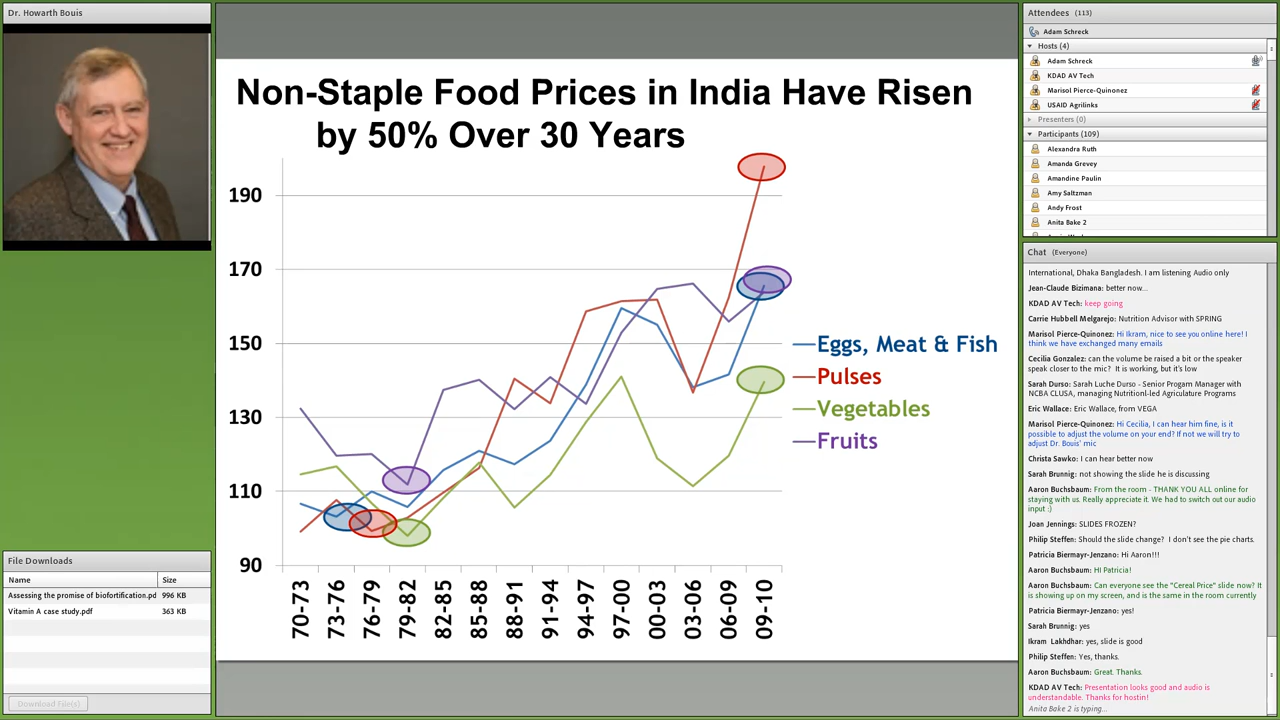 Dr. Howarth Bouis
Non-Staple Food Prices in India Have Risen
by 50% Over 30 Years
190
170
150
130
110
90
70-73
73-76
76-79
79-82
82-85
85-88
88-91
91-94
94-97
97-00
00-03
03-06
06-09
09-10
Eggs, Meat & Fish
Pulses
Vegetables
Fruits
File Downloads
Name Size
Assessing the promise of biofortification.pd 996 KB
Vitamin A case study.pdf 363 KB
Download File(s)
Attendees (113)
Adam Schreck
Hosts (4)
Adam Schreck
KDAD AV Tech
Marisol Pierce-Quinonez
USAID Agrilinks
Presenters (0)
Participants (109)
Alexandra Ruth
Amanda Grevey
Amandine Paulin
Amy Saltzman
Andy Frost
Anita Bake 2
Chat (Everyone)
International, Dhaka Bangladesh. I am listening Audio only
Jean-Claude Bizimana: better now...
KDAD AV Tech: keep going
Carrie Hubbell Melgarejo: Nutrition Advisor with SPRING
Marisol Pierce-Quinonez: Hi Ikram, nice to see you online here! I
think we have exchanged many emails
Cecilia Gonzalez: can the volume be raised a bit or the speaker
speak closer to the mic? It is working, but it's low
Sarah Durso: Sarah Luche Durso - Senior Progam Manager with
NCBA CLUSA, managing Nutritionl-led Agriculture Programs
Eric Wallace: Eric Wallace, from VEGA
Marisol Pierce-Quinonez: Hi Cecilia, I can hear him fine, is it
possible to adjust the volume on your end? If not we will try to
adjust Dr. Bouis' mic
Christa Sawko: I can hear better now
Sarah Brunnig: not showing the slide he is discussing
Aaron Buchsbaum: From the room - THANK YOU ALL online for
staying with us. Really appreciate it. We had to switch out our audio
input :)
Joan Jennings: SLIDES FROZEN?
Philip Steffen: Should the slide change? I don't see the pie charts.
Patricia Biermayr-Jenzano: Hi Aaron!!!
Aaron Buchsbaum: HI Patricia!
Aaron Buchsbaum: Can everyone see the "Cereal Price" slide now? It
is showing up on my screen, and is the same in the room currently
Patricia Biermayr-Jenzano: yes!
Sarah Brunnig: yes
Ikram Lakhdhar: yes, slide is good
Philip Steffen: Yes, thanks.
Aaron Buchsbaum: Great. Thanks.
KDAD AV Tech: Presentation looks good and audio is
understandable. Thanks for hostin!
Anita Bake 2 is typing...